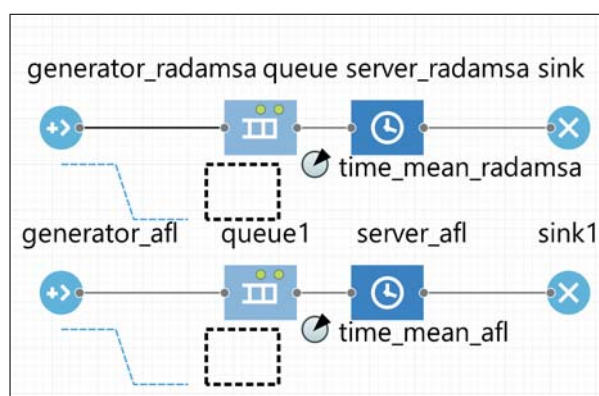 generator_radamsa queue server_radamsa sink
time_mean_radamsa
generator_afl queue1 server_afl sink1
time_mean_afl